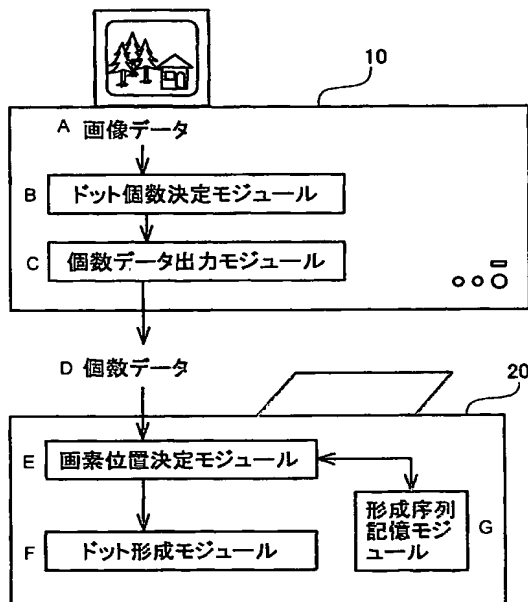 10
A 画像データ
B ドット個数決定モジュール
C 個数データ出力モジュール
D 個数データ
20
E 画素位置決定モジュール
F ドット形成モジュール
形成序列
記憶モジ
ュール
G